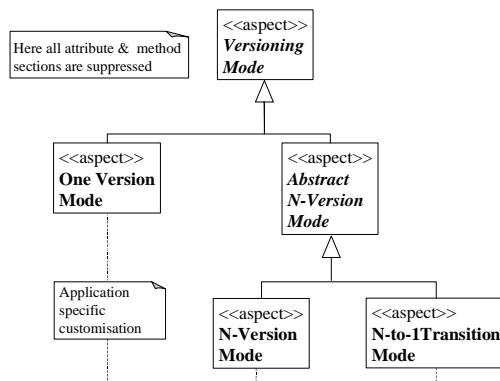 <<aspect>>
Versioning
Mode
Here all attribute & method
sections are suppressed
<<aspect>>
One Version
Mode
<<aspect>>
Abstract
N-Version
Mode
Application
specific
customisation
<<aspect>>
N-Version
Mode
<<aspect>>
N-to-1Transition
Mode